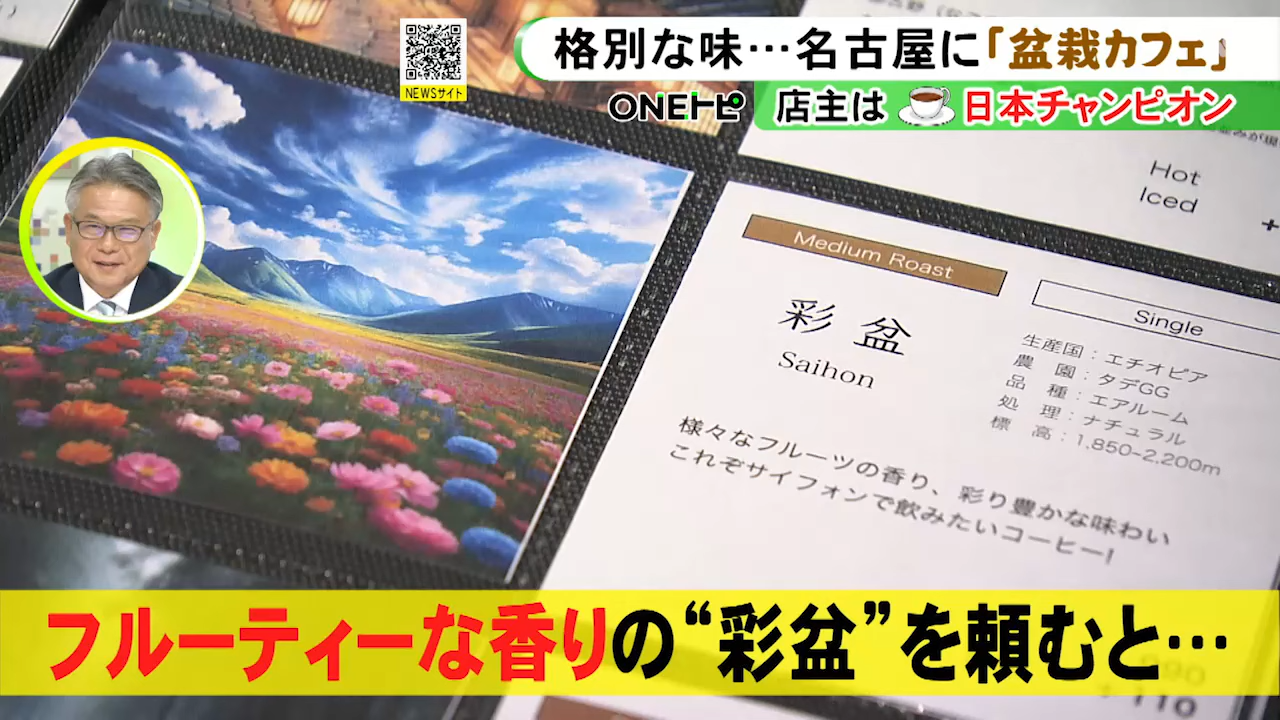 格別な味…名古屋に「盆栽カフェ」
NEWSサイト
ONEトピ
店主は日本チャンピオン
Hot
Iced
Medium Roast
彩盆
Saihon
Single
生産国：エチオピア
農園：タデGG
品種：エアルーム
処理：ナチュラル
標高：1,850~2,200m
様々なフルーツの香り、彩り豊かな味わい
これぞサイフォンで飲みたいコーヒー!
フルーティーな香りの“彩盆”を頼むと…
110